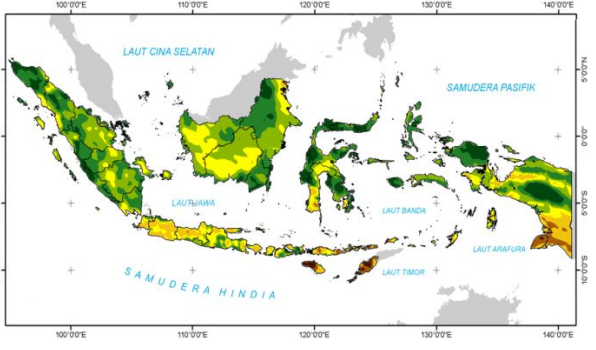 100°0'0"E 110°0'0"E 120°0'0"E 130°0'0"E 140°0'0"E
LAUT CINA SELATAN
5°0'0"N
SAMUDERA PASIFIK
0°0'0"
LAUT JAWA
5°0'0"S
LAUT BANDA
LAUT ARAFURA
SAMUDERA HINDIA
LAUT TIMOR
10°0'0"S
100°0'0"E 110°0'0"E 120°0'0"E 130°0'0"E 140°0'0"E